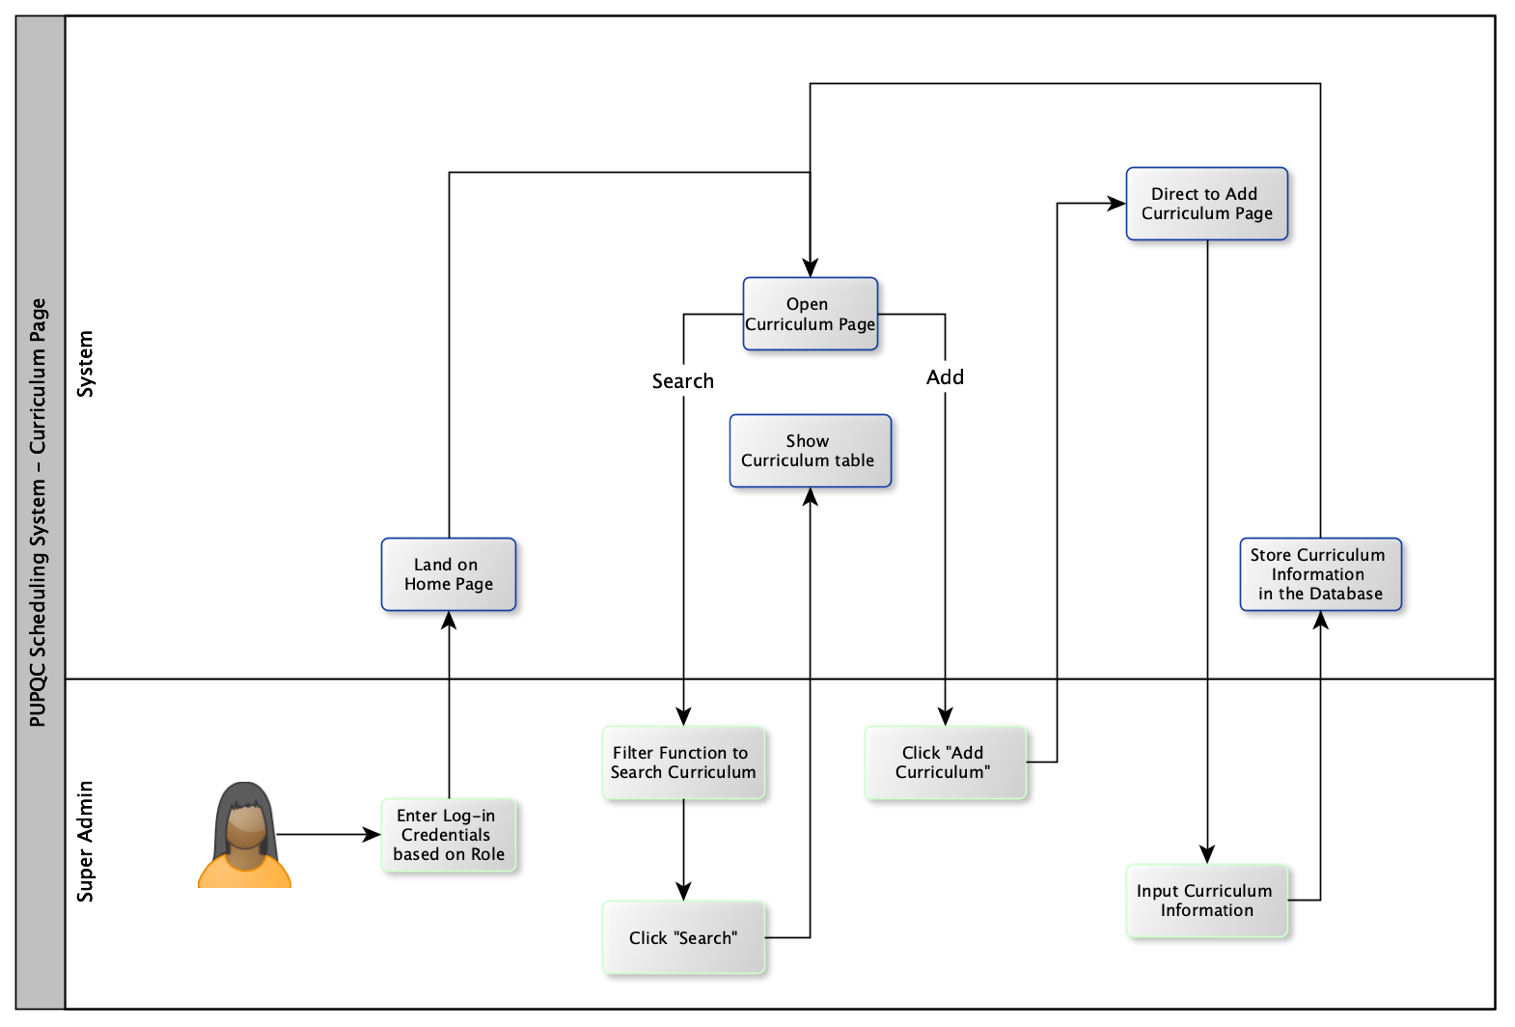 PUPQC Scheduling System – Curriculum Page
System
Direct to Add
Curriculum Page
Open
Curriculum Page
Search
Add
Show
Curriculum table
Land on
Home Page
Store Curriculum
Information
in the Database
Super Admin
Filter Function to
Search Curriculum
Click "Add
Curriculum"
Enter Log-in
Credentials
based on Role
Input Curriculum
Information
Click "Search"